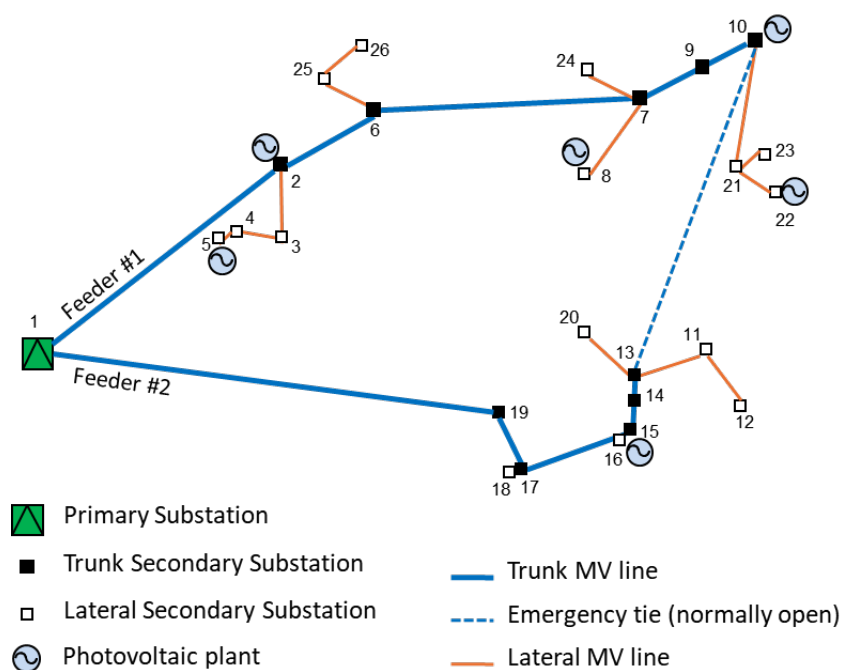 10
26
9
24
25
7
6
23
2
8
21
4
22
5
3
Feeder #1
1
20
11
13
Feeder #2
14
19
12
15
16
18
17
Primary Substation
Trunk Secondary Substation
Trunk MV line
Lateral Secondary Substation
Emergency tie (normally open)
Photovoltaic plant
Lateral MV line